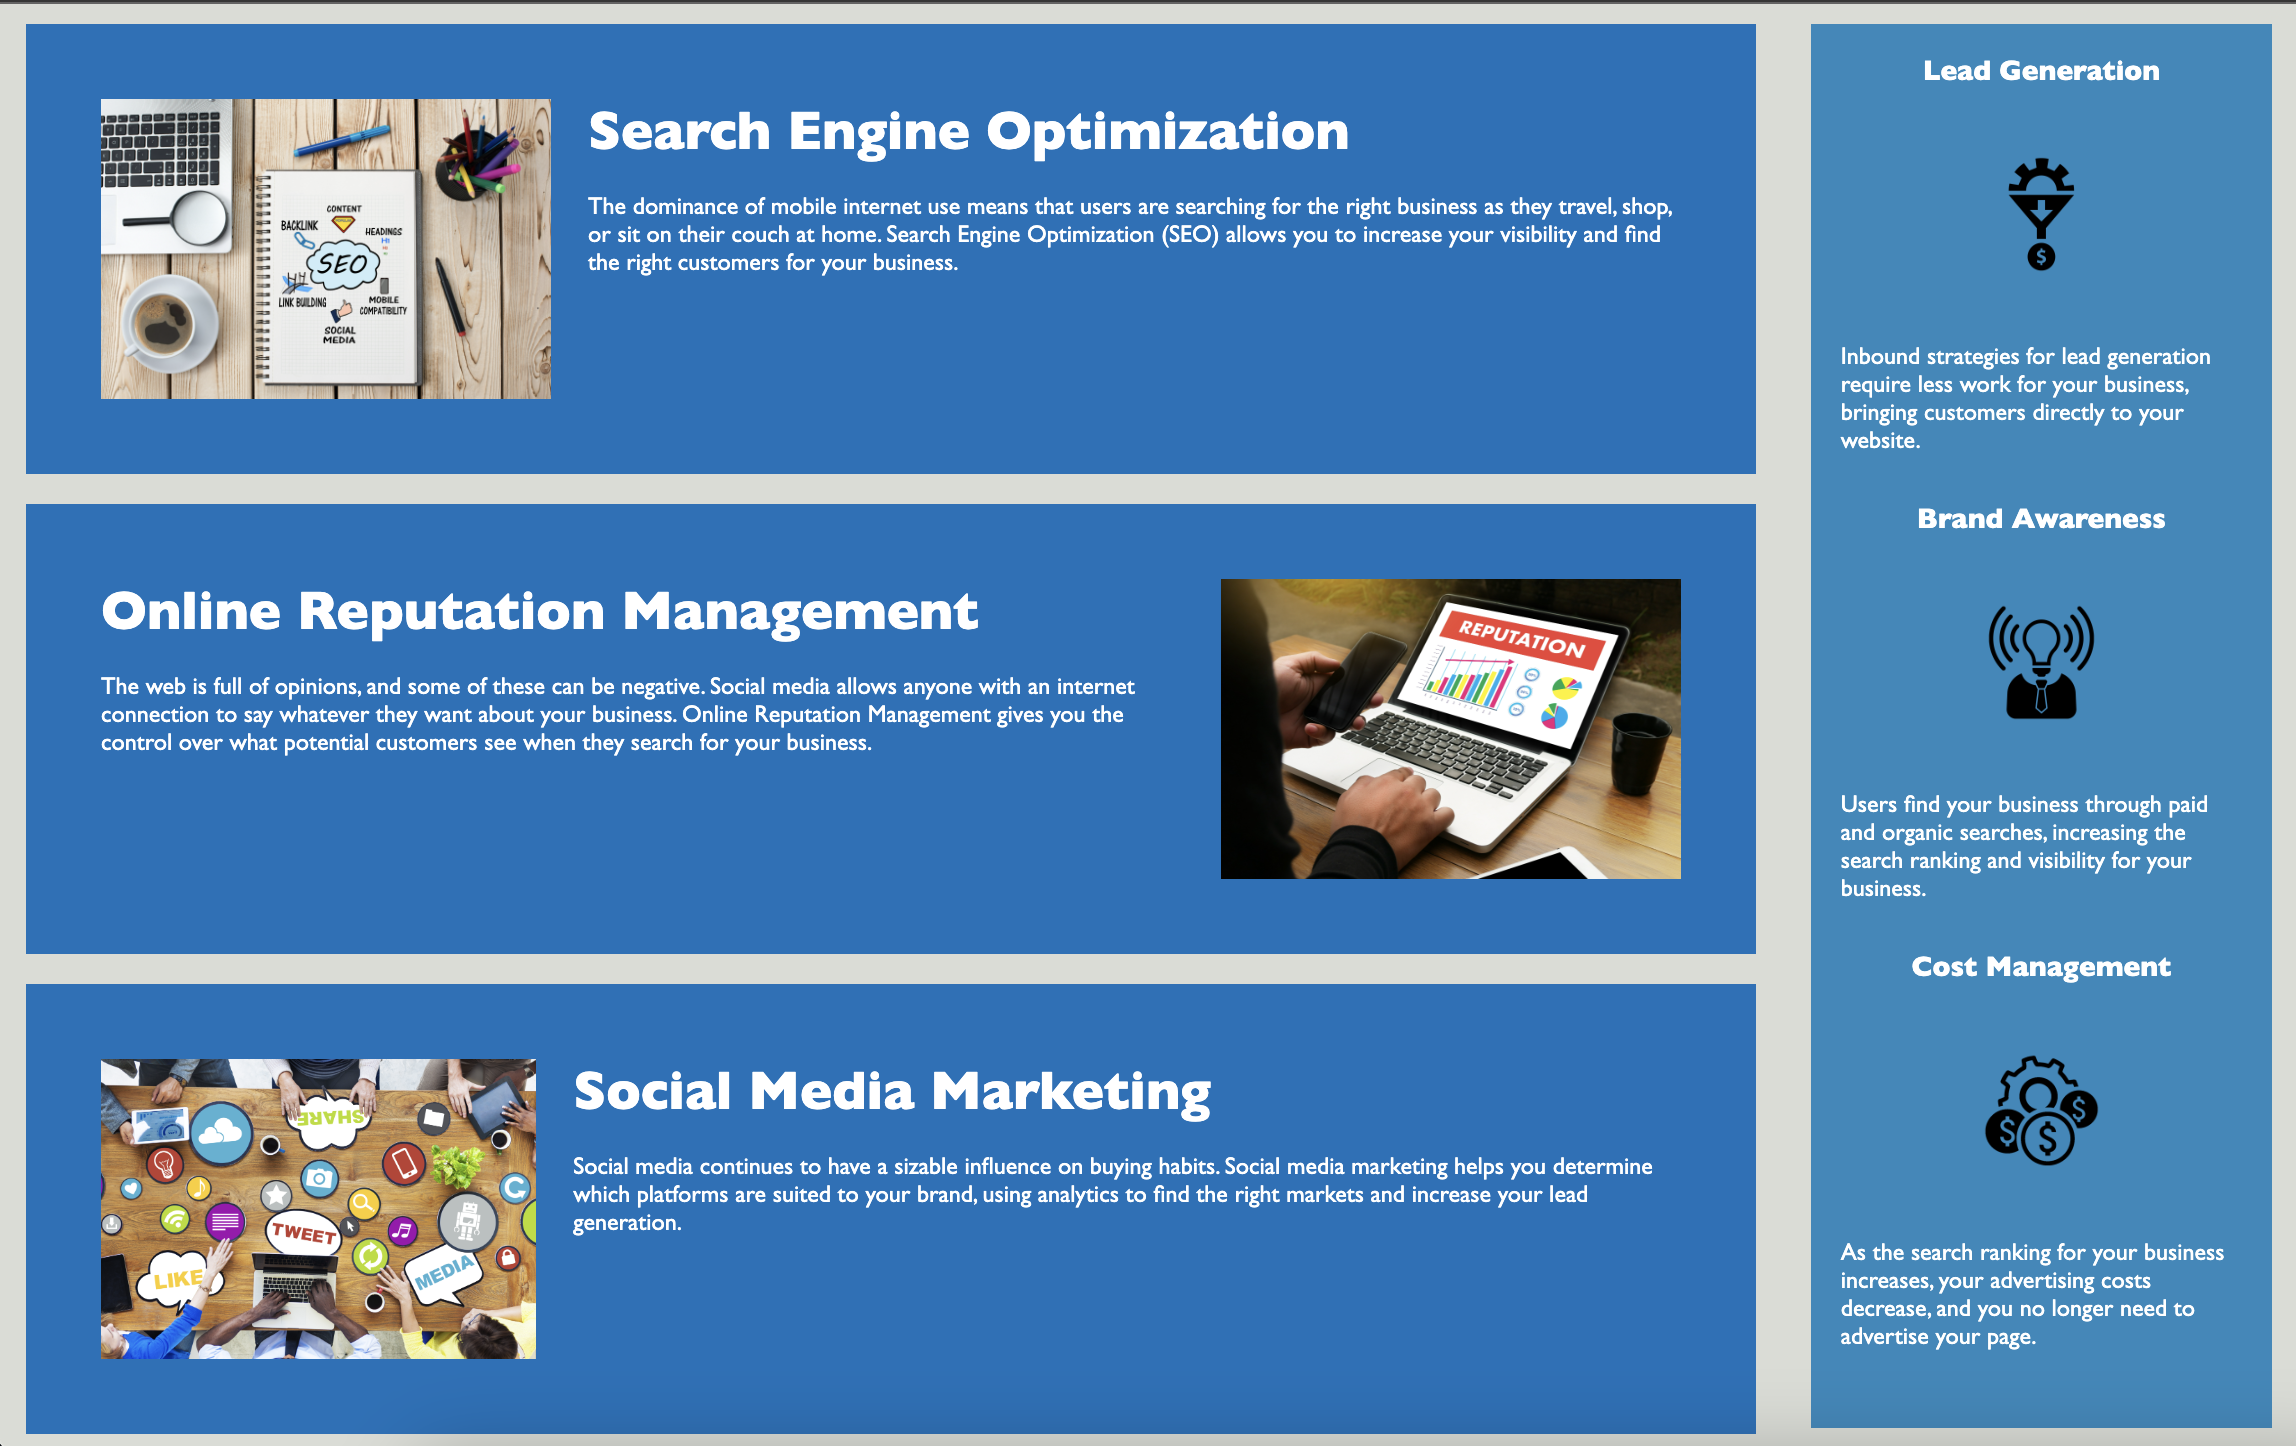 Search Engine Optimization
The dominance of mobile internet use means that users are searching for the right business as they travel, shop,
or sit on their couch at home. Search Engine Optimization (SEO) allows you to increase your visibility and find
the right customers for your business.
CONTENT
BACKLINK
HEADINGS
H1
SEO
LINK BUILDING
MOBILE
COMPATIBILITY
SOCIAL
MEDIA
Online Reputation Management
The web is full of opinions, and some of these can be negative. Social media allows anyone with an internet
connection to say whatever they want about your business. Online Reputation Management gives you the
control over what potential customers see when they search for your business.
REPUTATION
Social Media Marketing
Social media continues to have a sizable influence on buying habits. Social media marketing helps you determine
which platforms are suited to your brand, using analytics to find the right markets and increase your lead
generation.
SHARE
TWEET
LIKE
MEDIA
Lead Generation
$
Inbound strategies for lead generation
require less work for your business,
bringing customers directly to your
website.
Brand Awareness
Users find your business through paid
and organic searches, increasing the
search ranking and visibility for your
business.
Cost Management
$
$
$
As the search ranking for your business
increases, your advertising costs
decrease, and you no longer need to
advertise your page.